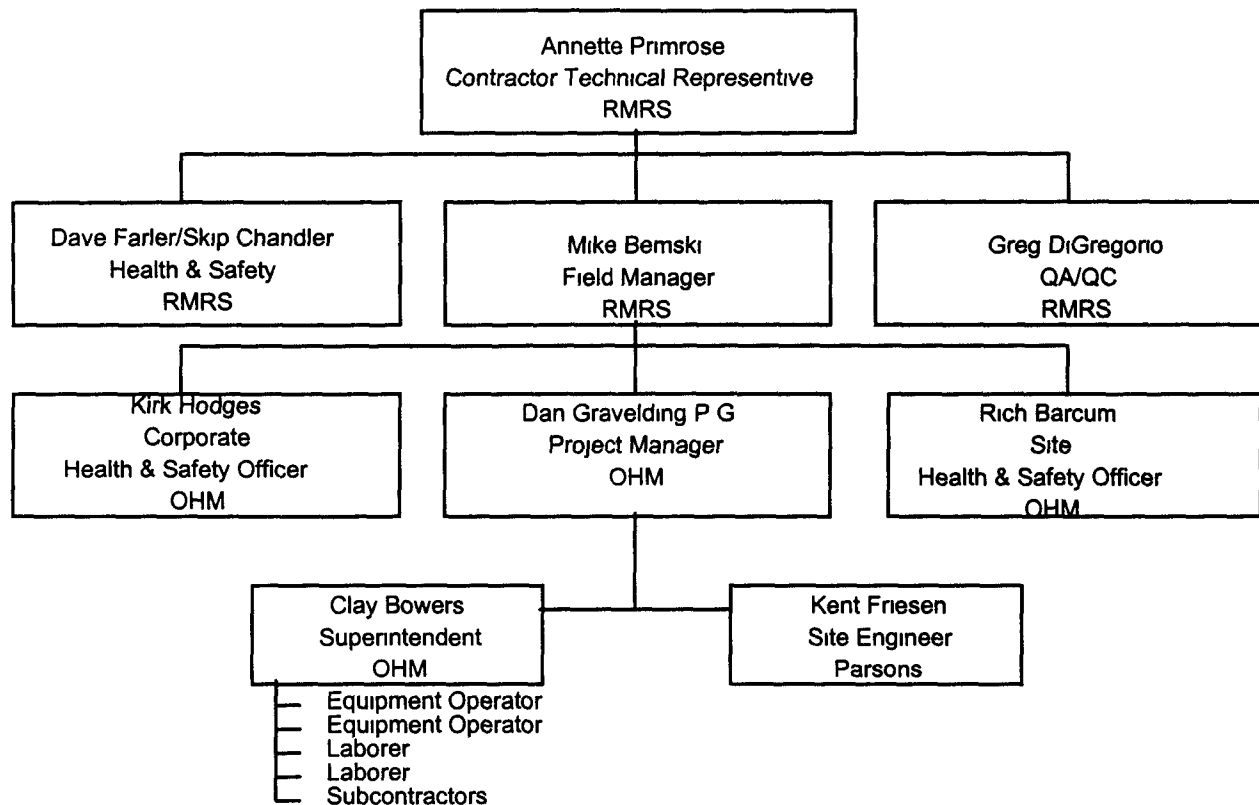 Annette Primrose
Contractor Technical Representive
RMRS
Dave Farler/Skip Chandler
Health & Safety
RMRS
Mike Bemski
Field Manager
RMRS
Greg DiGregorio
QA/QC
RMRS
Kirk Hodges
Corporate
Health & Safety Officer
OHM
Dan Gravelding P G
Project Manager
OHM
Rich Barcum
Site
Health & Safety Officer
OHM
Clay Bowers
Superintendent
OHM
Kent Friesen
Site Engineer
Parsons
Equipment Operator
Equipment Operator
Laborer
Laborer
Subcontractors